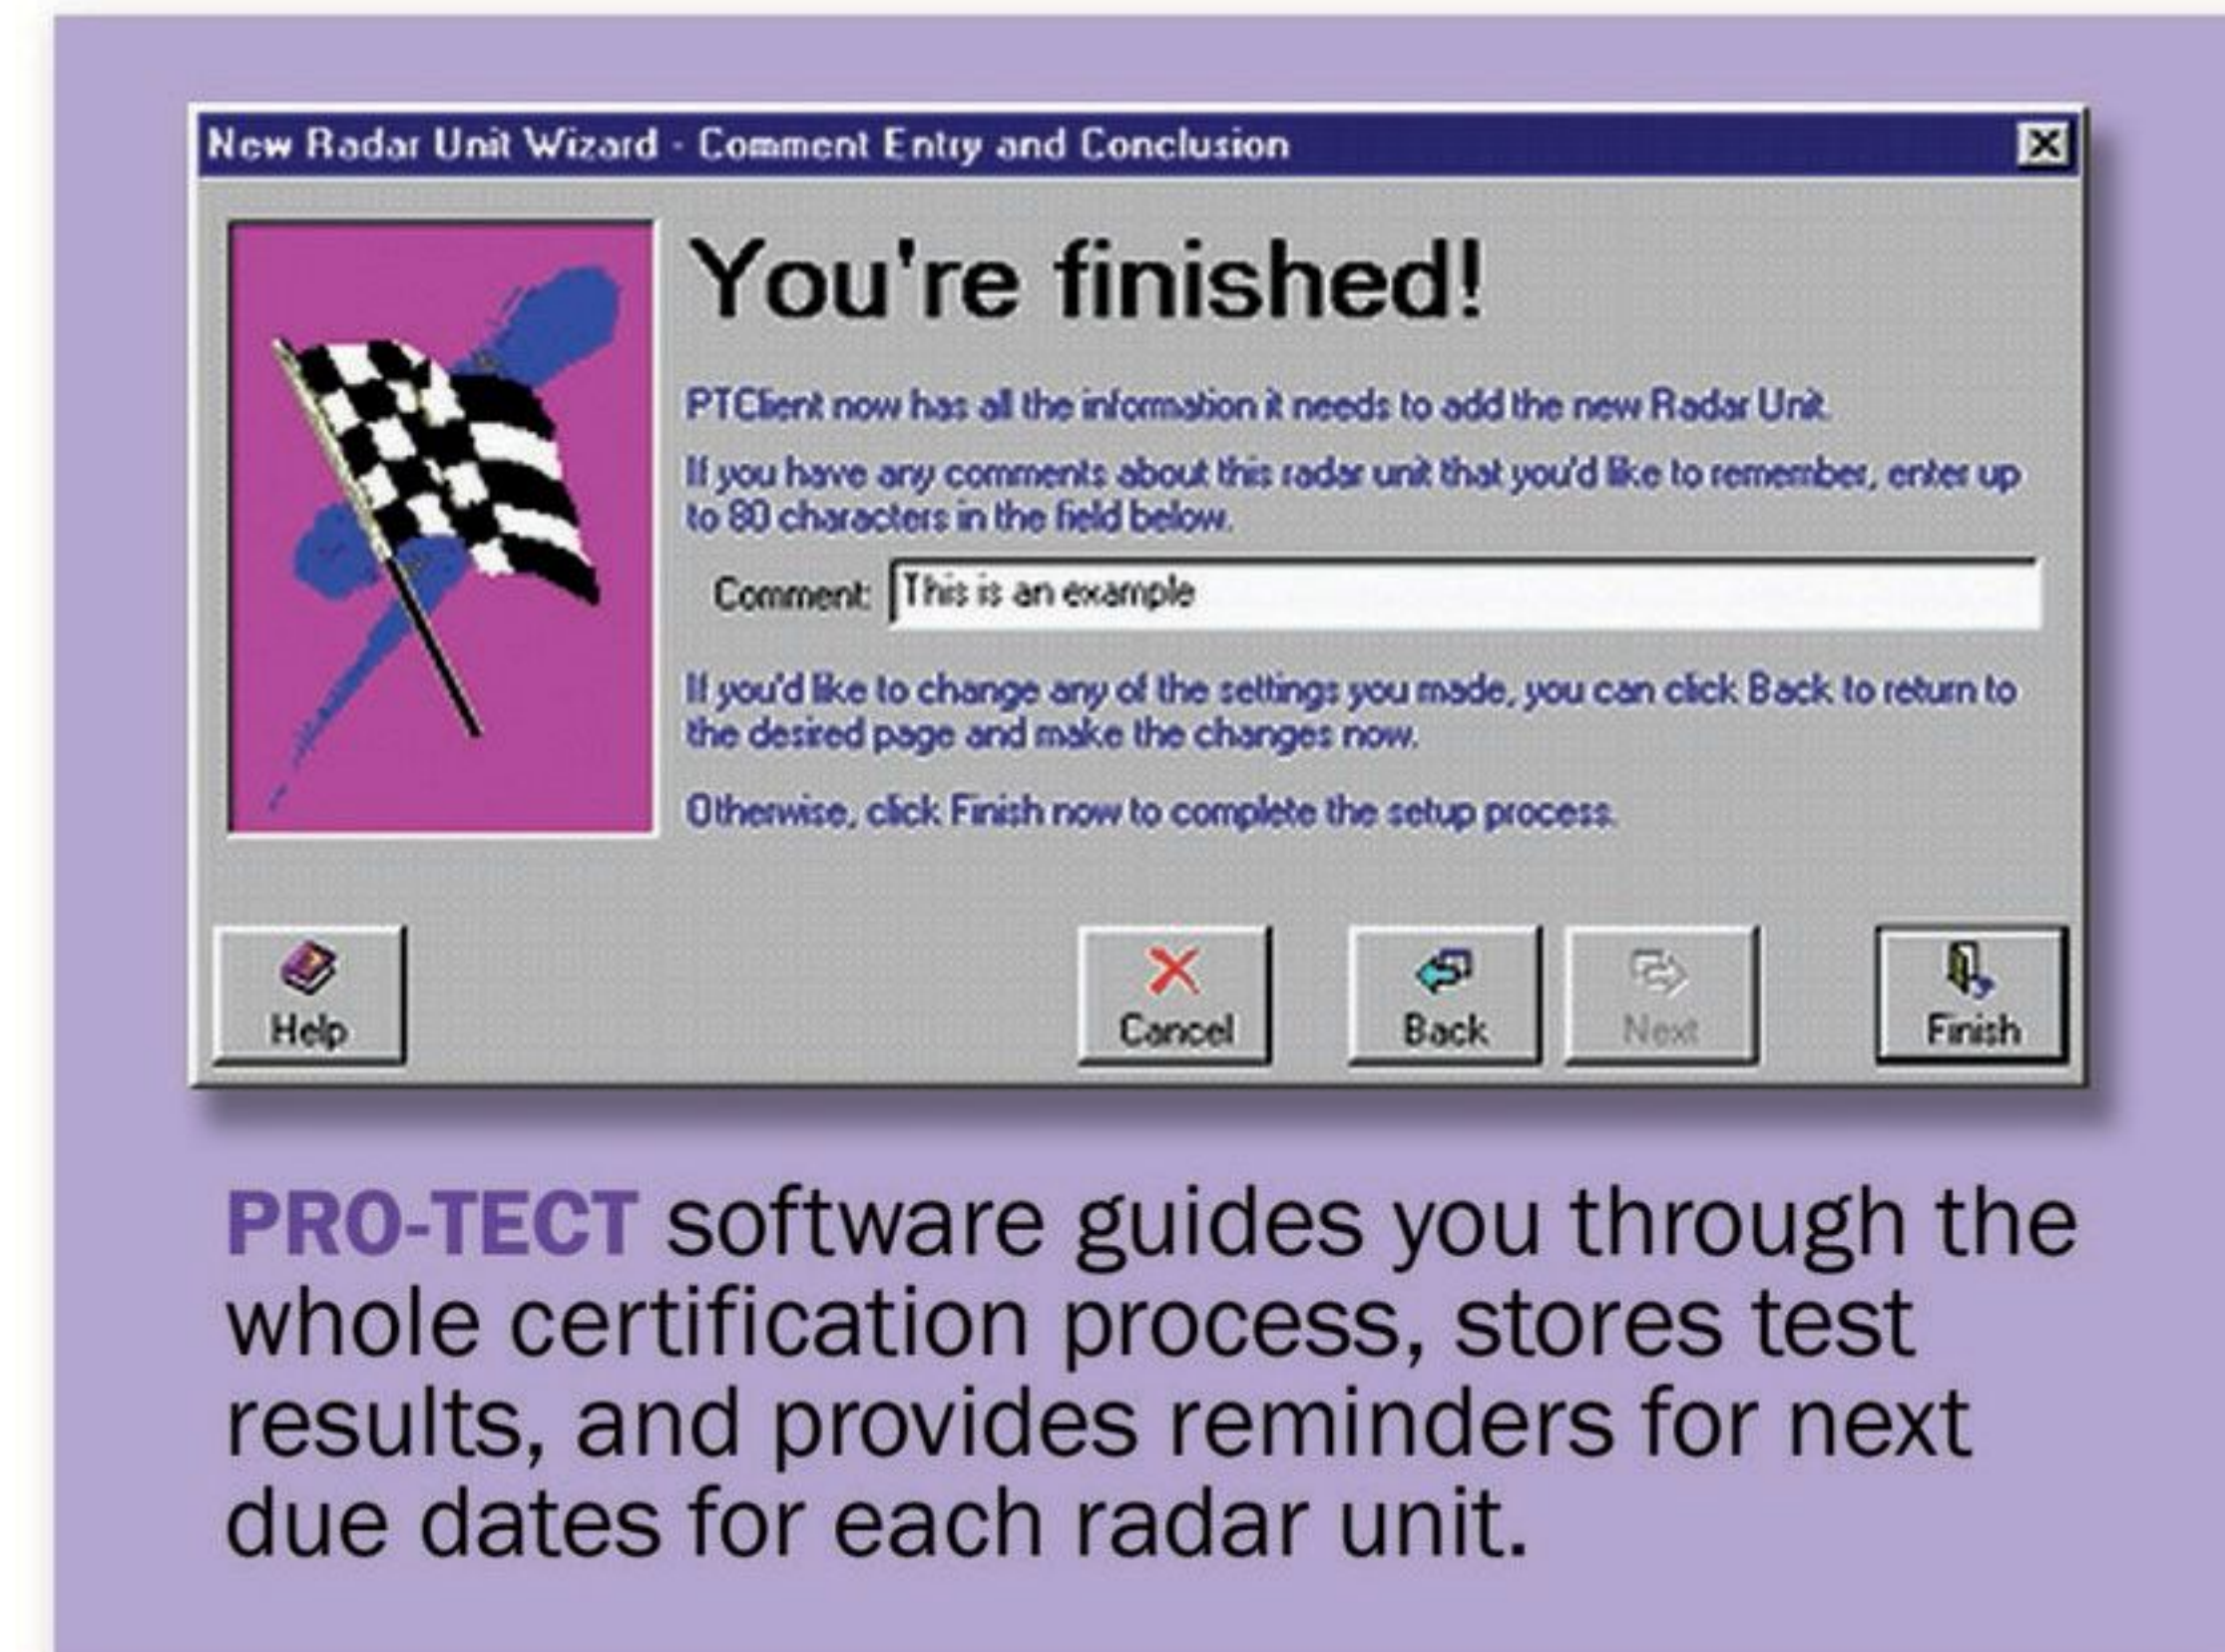 New Radar Unit Wizard - Comment Entry and Conclusion
You're finished!
PTClient now has all the information it needs to add the new Radar Unit.
If you have any comments about this radar unit that you'd like to remember, enter up
to 80 characters in the field below.
Comment: This is an example
If you'd like to change any of the settings you made, you can click Back to return to
the desired page and make the changes now.
Otherwise, click Finish now to complete the setup process.
Help Cancel Back Next Finish
PRO-TECT software guides you through the
whole certification process, stores test
results, and provides reminders for next
due dates for each radar unit.